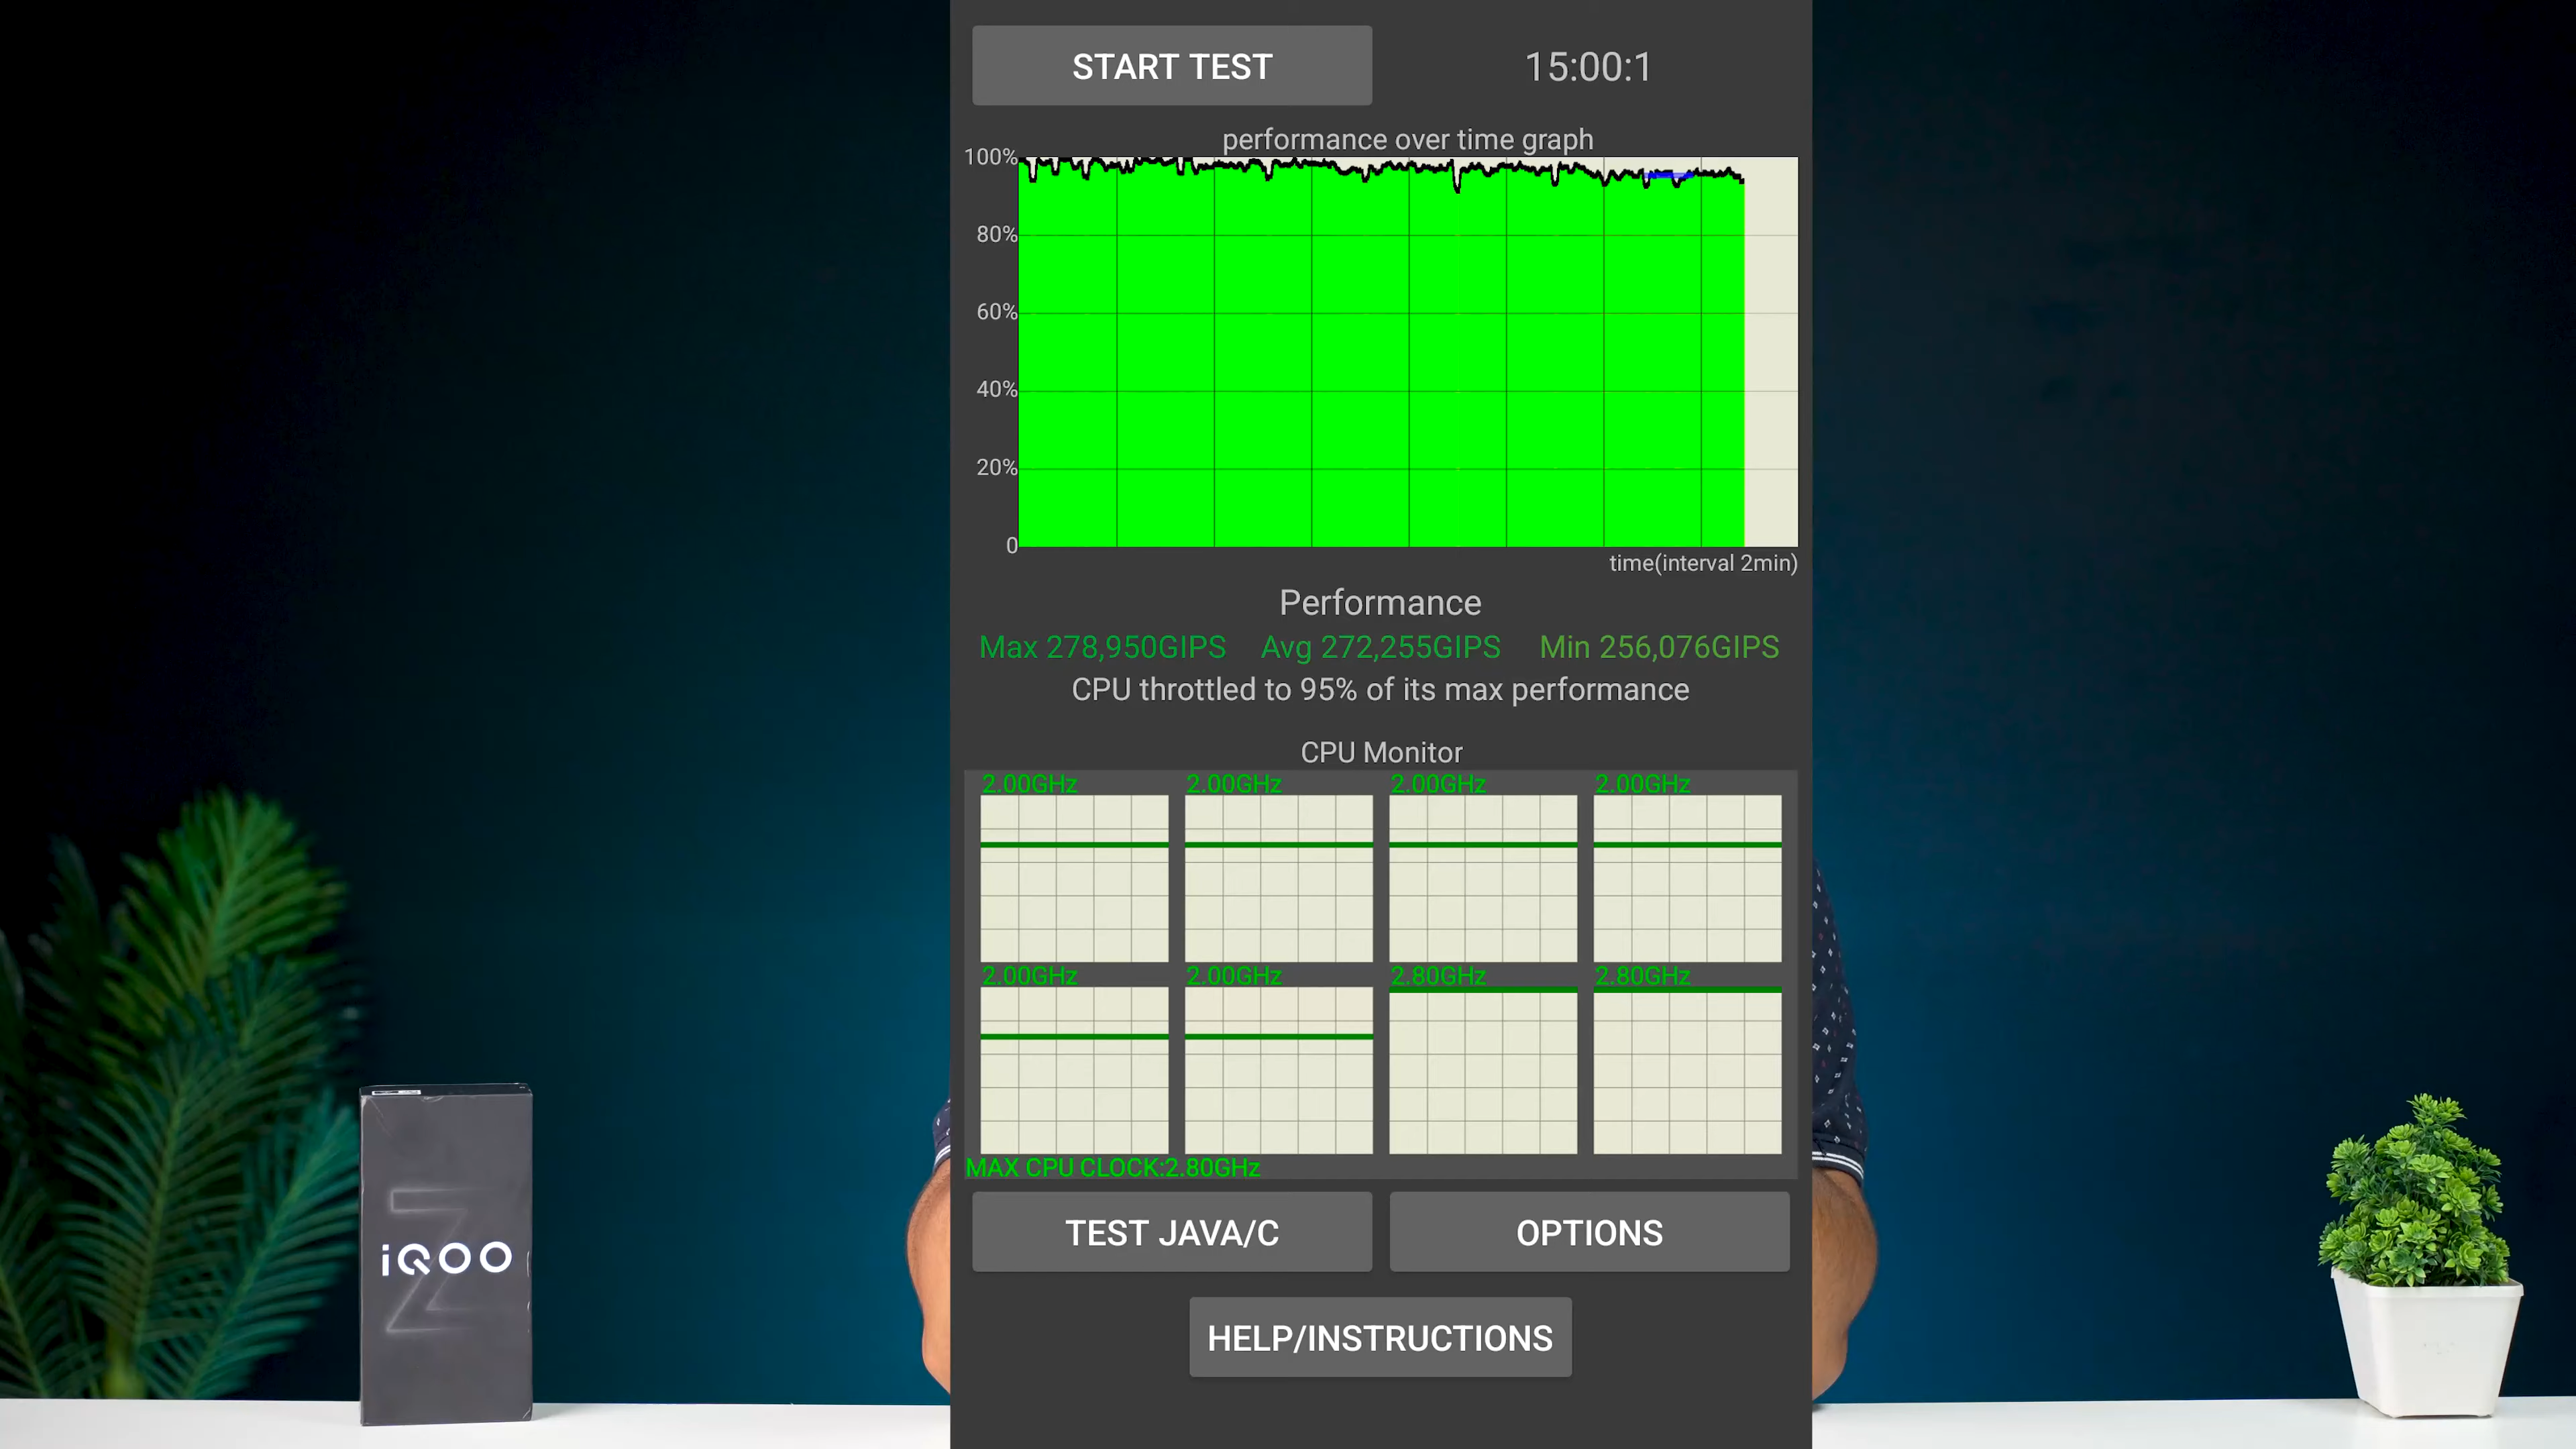 START TEST
15:00:1
performance over time graph
100%
80%
60%
40%
20%
0
time(interval 2min)
Performance
Max 278,950GIPS Avg 272,255GIPS Min 256,076GIPS
CPU throttled to 95% of its max performance
CPU Monitor
2.00GHz 2.00GHz 2.00GHz 2.00GHz
2.00GHz 2.00GHz 2.80GHz 2.80GHz
MAX CPU CLOCK:2.80GHz
TEST JAVA/C
OPTIONS
HELP/INSTRUCTIONS
iQOO
Z